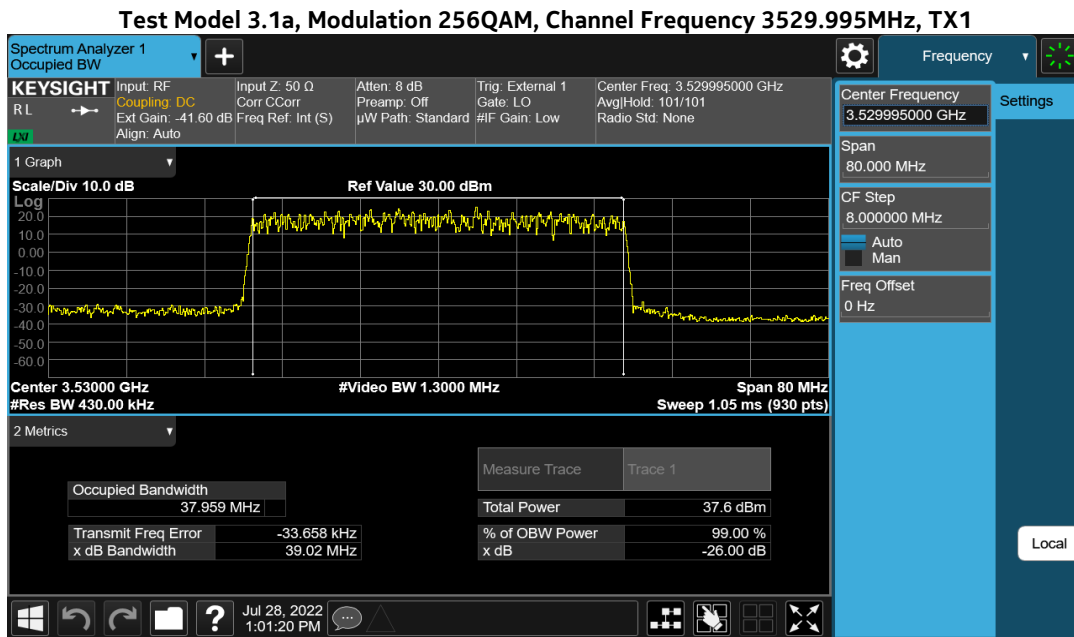 Test Model 3.1a, Modulation 256QAM, Channel Frequency 3529.995MHz, TX1
Spectrum Analyzer 1
Occupied BW
+
Frequency
KEYSIGHT
RL
LXI
Input: RF
Coupling: DC
Ext Gain: -41.60 dB
Align: Auto
Input Z: 50 Ω
Corr CCorr
Freq Ref: Int (S)
Atten: 8 dB
Preamp: Off
µW Path: Standard
Trig: External 1
Gate: LO
#IF Gain: Low
Center Freq: 3.529995000 GHz
Avg|Hold: 101/101
Radio Std: None
Center Frequency
3.529995000 GHz
Settings
Span
80.000 MHz
CF Step
8.000000 MHz
Auto
Man
Freq Offset
0 Hz
Local
1 Graph
Scale/Div 10.0 dB
Ref Value 30.00 dBm
Log
20.0
10.0
0.00
-10.0
-20.0
-30.0
-40.0
-50.0
-60.0
Center 3.53000 GHz
#Video BW 1.3000 MHz
Span 80 MHz
#Res BW 430.00 kHz
Sweep 1.05 ms (930 pts)
2 Metrics
Measure Trace
Trace 1
Occupied Bandwidth
37.959 MHz
Total Power
37.6 dBm
Transmit Freq Error
-33.658 kHz
% of OBW Power
99.00 %
x dB Bandwidth
39.02 MHz
x dB
-26.00 dB
?
Jul 28, 2022
1:01:20 PM